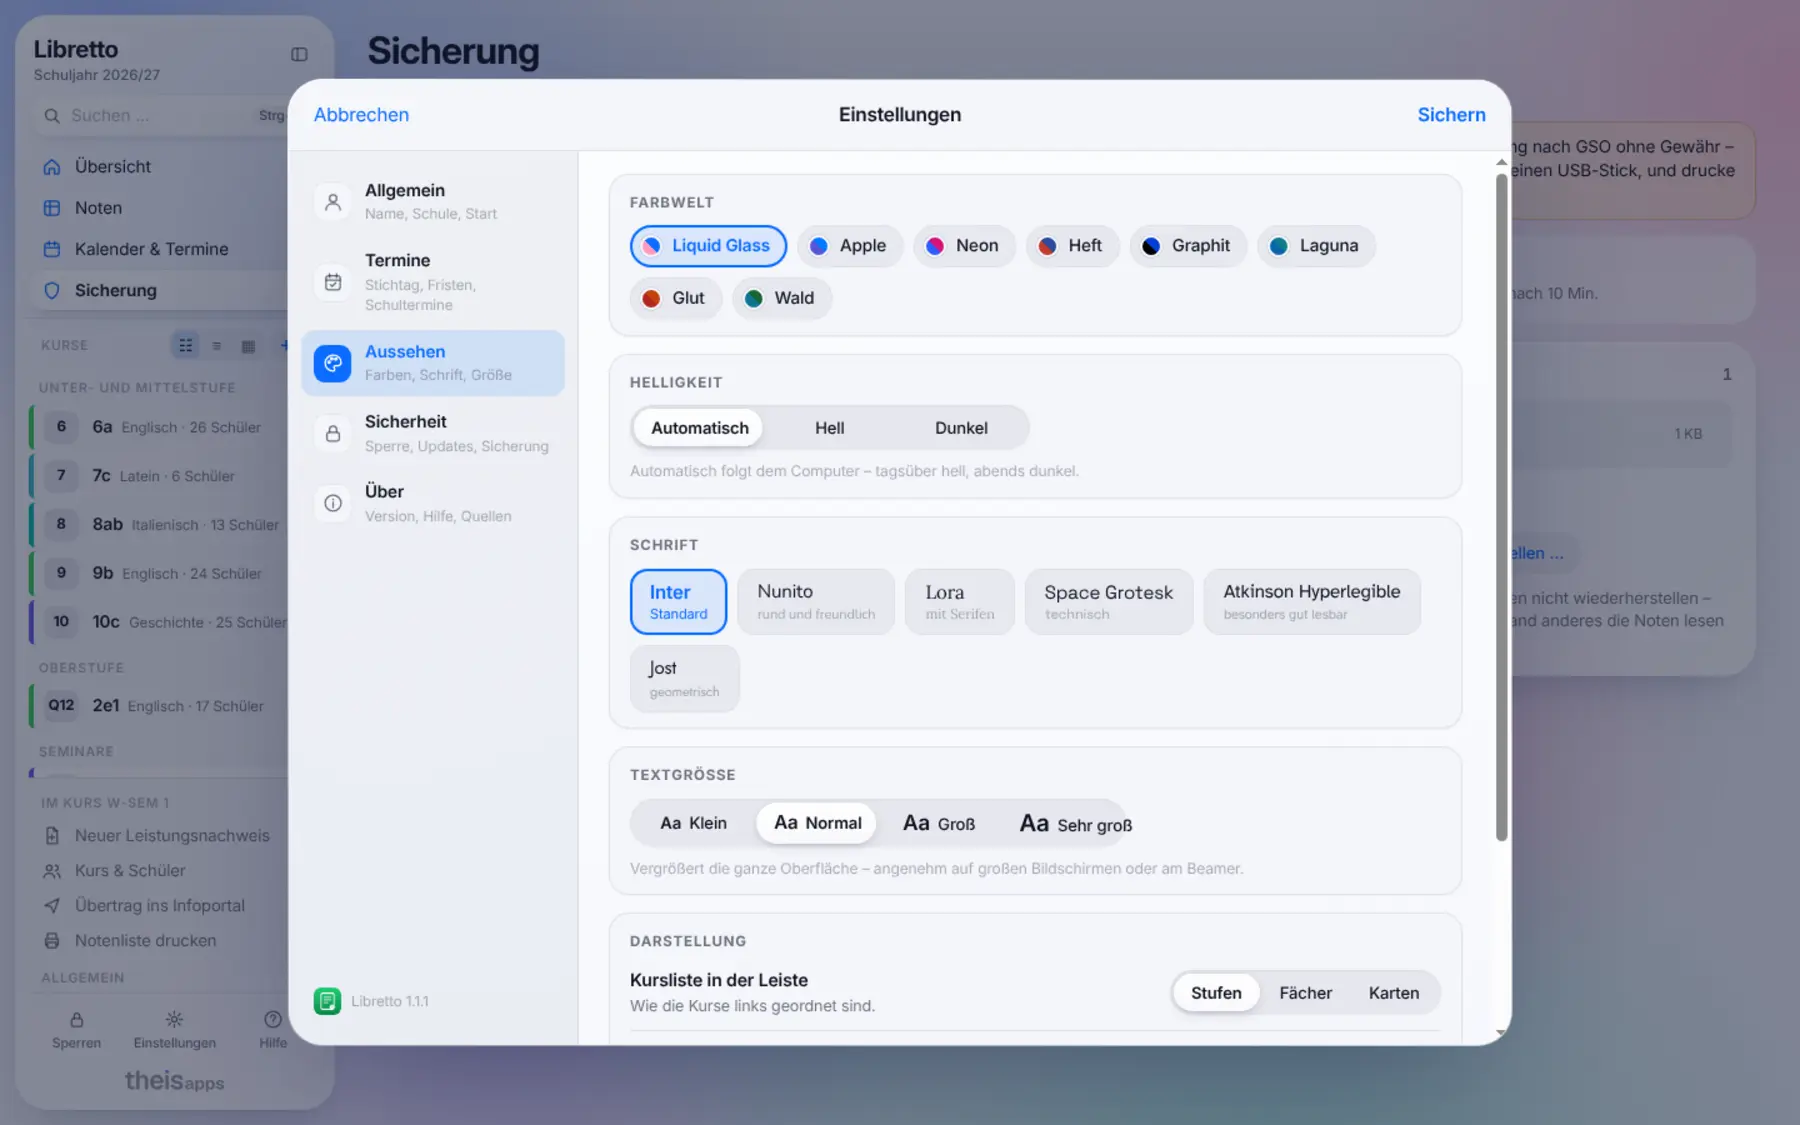 Libretto
Schuljahr 2026/27
Suchen ...
Strg
Übersicht
Noten
Kalender & Termine
Sicherung
KURSE
UNTER- UND MITTELSTUFE
6 6a Englisch · 26 Schüler
7 7c Latein · 6 Schüler
8 8ab Italienisch · 13 Schüler
9 9b Englisch · 24 Schüler
10 10c Geschichte · 25 Schüler
OBERSTUFE
Q12 2e1 Englisch · 17 Schüler
SEMINARE
IM KURS W-SEM 1
Neuer Leistungsnachweis
Kurs & Schüler
Übertrag ins Infoportal
Notenliste drucken
ALLGEMEIN
Sperren Einstellungen Hilfe
theisapps
Sicherung
Abbrechen Einstellungen Sichern
Allgemein
Name, Schule, Start
Termine
Stichtag, Fristen,
Schultermine
Aussehen
Farben, Schrift, Größe
Sicherheit
Sperre, Updates, Sicherung
Über
Version, Hilfe, Quellen
Libretto 1.1.1
FARBWELT
Liquid Glass Apple Neon Heft Graphit Laguna
Glut Wald
HELLIGKEIT
Automatisch Hell Dunkel
Automatisch folgt dem Computer – tagsüber hell, abends dunkel.
SCHRIFT
Inter
Standard
Nunito
rund und freundlich
Lora
mit Serifen
Space Grotesk
technisch
Atkinson Hyperlegible
besonders gut lesbar
Jost
geometrisch
TEXTGRÖSSE
Aa Klein Aa Normal Aa Groß Aa Sehr groß
Vergrößert die ganze Oberfläche – angenehm auf großen Bildschirmen oder am Beamer.
DARSTELLUNG
Kursliste in der Leiste
Wie die Kurse links geordnet sind.
Stufen Fächer Karten
ng nach GSO ohne Gewähr –
einen USB-Stick, und drucke
nach 10 Min.
1
1 KB
ellen ...
en nicht wiederherstellen –
and anderes die Noten lesen